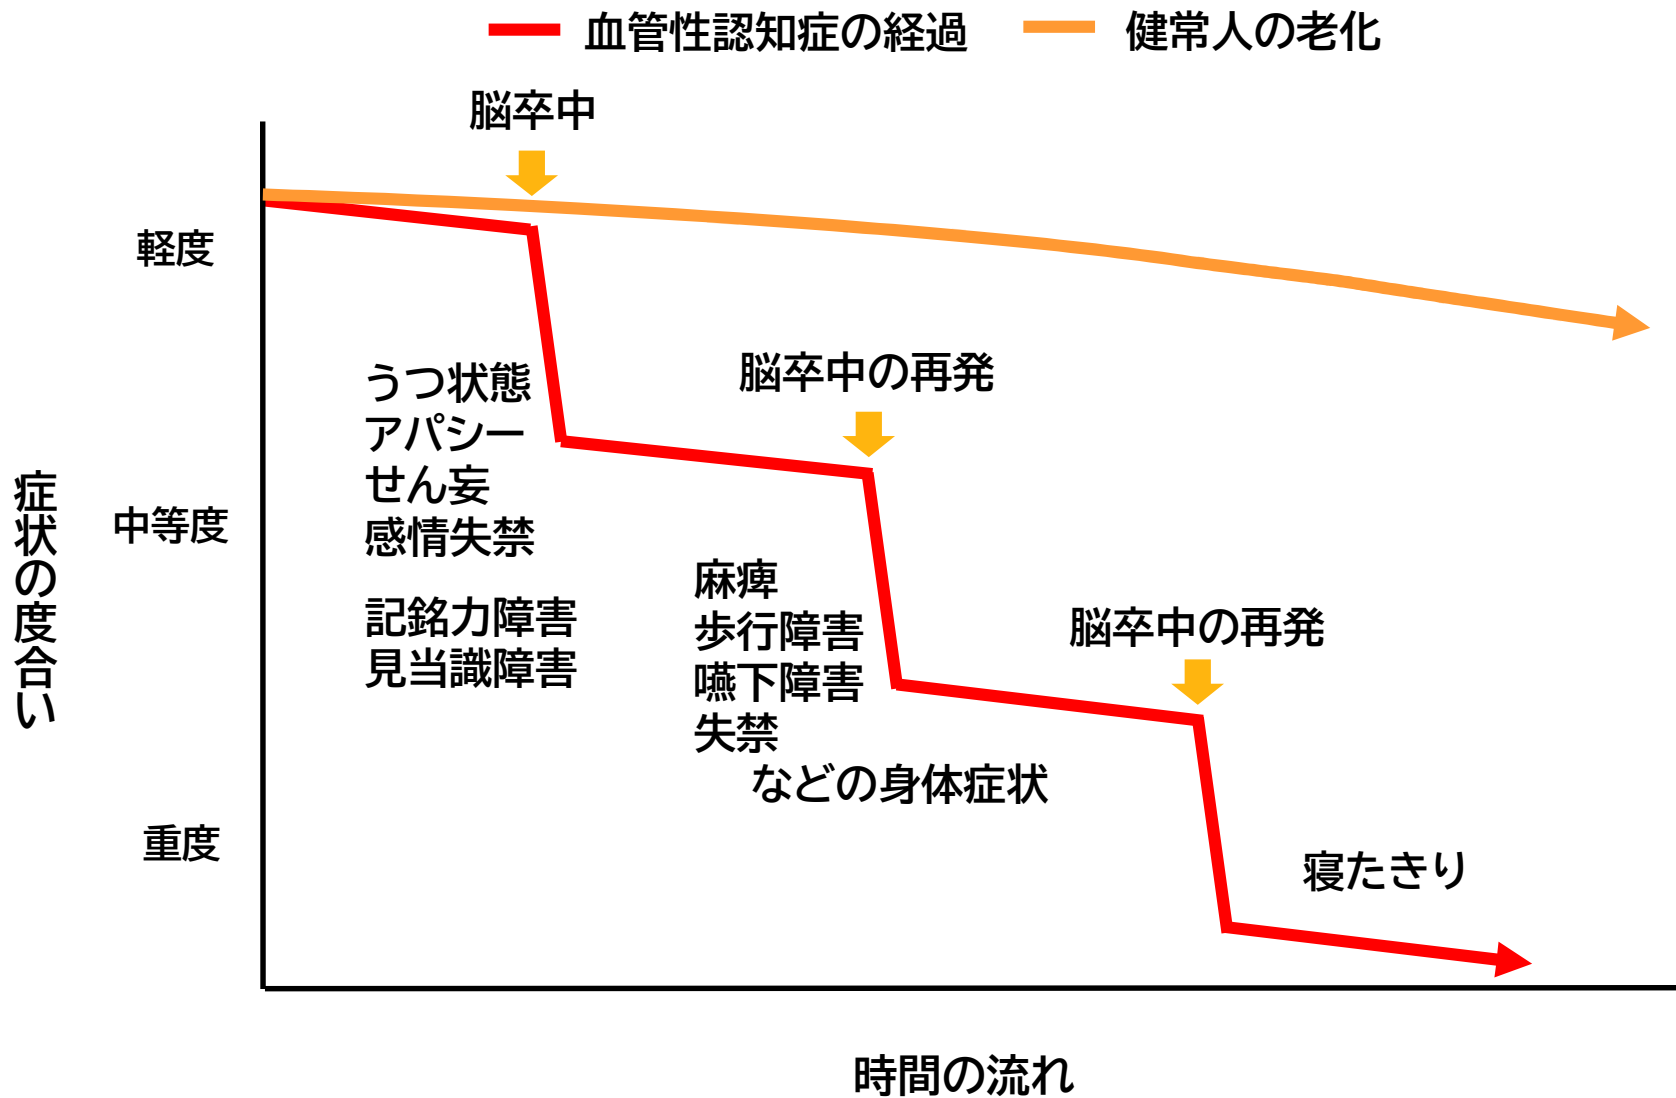 血管性認知症の経過
健常人の老化
脳卒中
軽度
中等度
重度
症状の度合い
うつ状態
アパシー
せん妄
感情失禁
記銘力障害
見当識障害
脳卒中の再発
麻痺
歩行障害
嚥下障害
失禁
などの身体症状
脳卒中の再発
寝たきり
時間の流れ